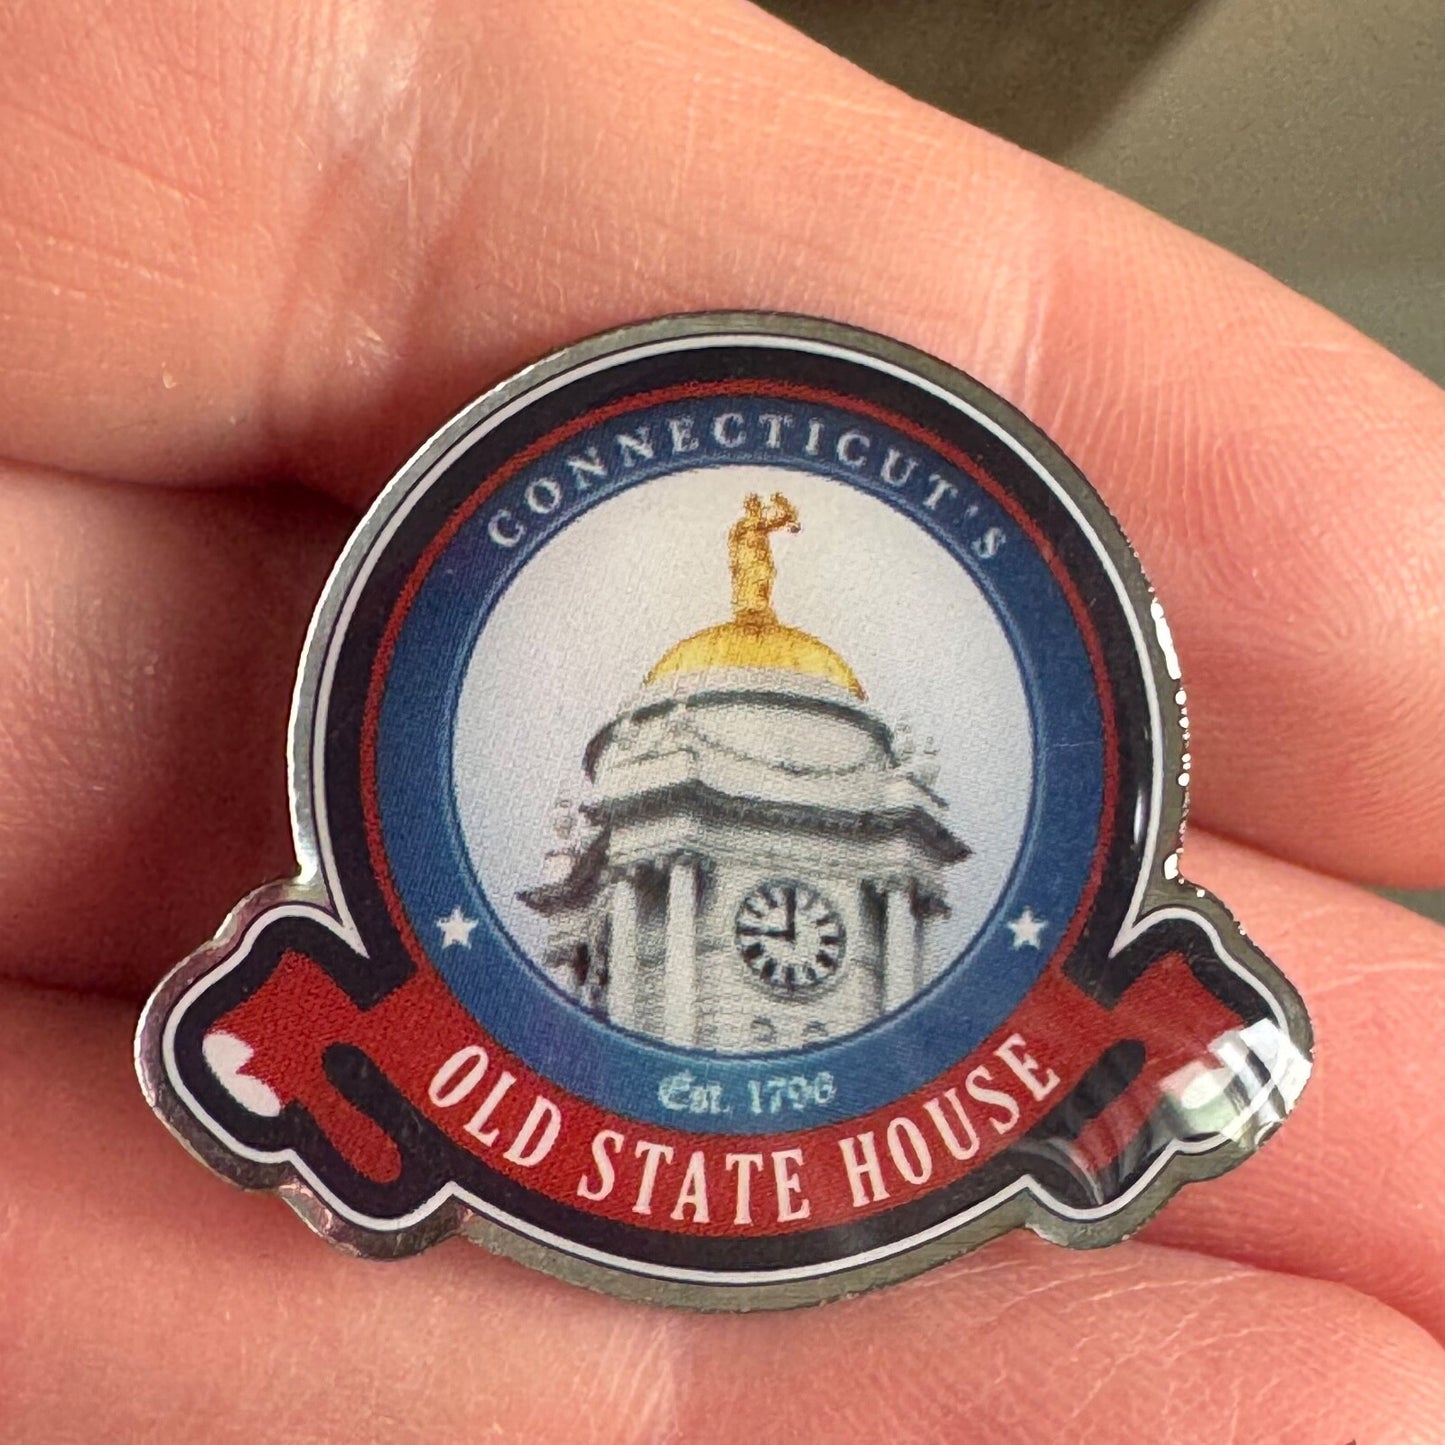 CONNECTICUT'S
Est. 1796
OLD STATE HOUSE